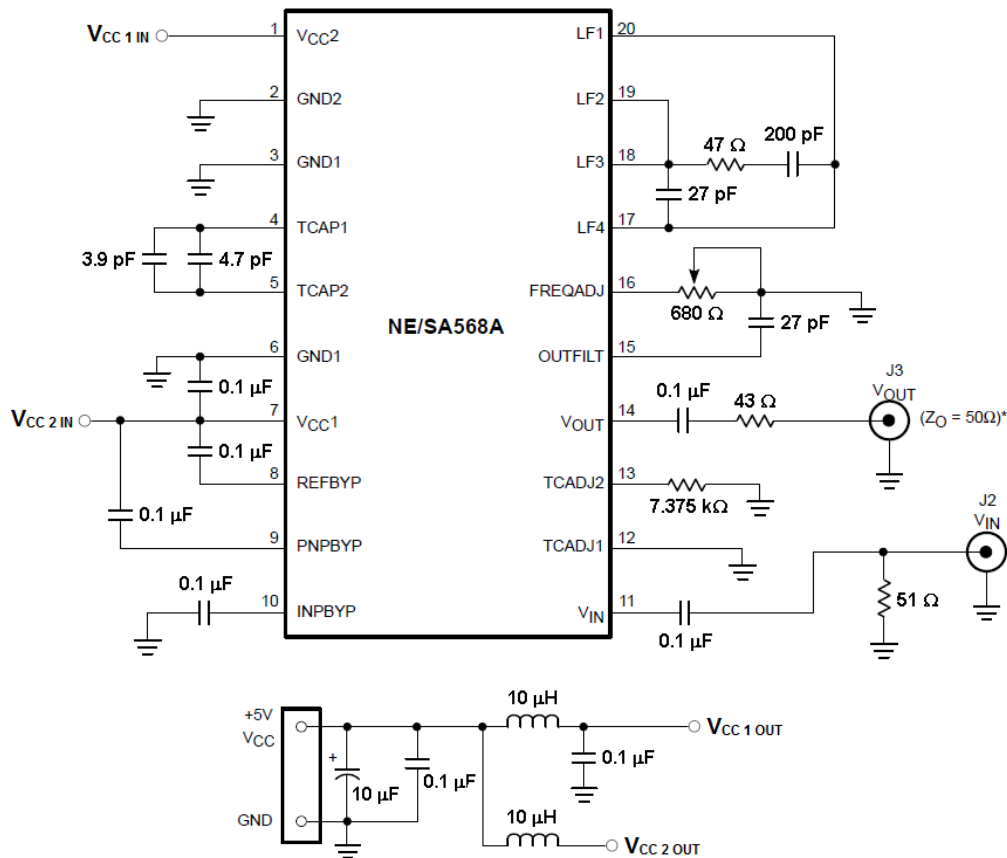 VCC 1 IN
1
VCC2
LF1
20
2
GND2
LF2
19
3
GND1
LF3
18
47 Ω
200 pF
27 pF
4
TCAP1
LF4
17
3.9 pF
4.7 pF
5
TCAP2
FREQADJ
16
680 Ω
27 pF
NE/SA568A
6
GND1
OUTFILT
15
0.1 µF
VCC 2 IN
7
VCC1
VOUT
14
0.1 µF
43 Ω
J3
VOUT
(ZO = 50Ω)*
0.1 µF
8
REFBYP
TCADJ2
13
7.375 kΩ
0.1 µF
9
PNPBYP
TCADJ1
12
J2
VIN
0.1 µF
10
INPBYP
VIN
11
0.1 µF
51 Ω
+5V
VCC
GND
+
10 µF
0.1 µF
10 µH
0.1 µF
VCC 1 OUT
10 µH
VCC 2 OUT